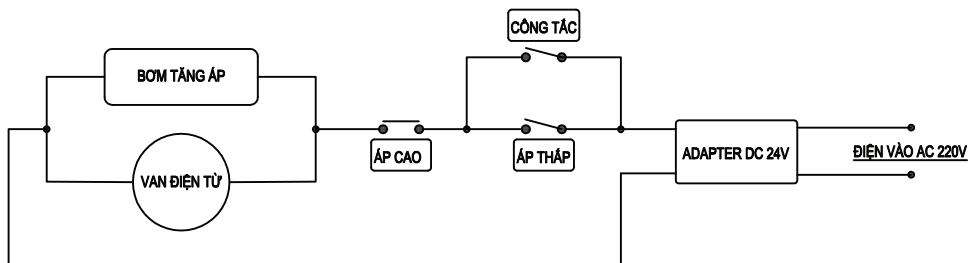 CÔNG TẮC
BƠM TĂNG ÁP
ÁP CAO
ÁP THẤP
ADAPTER DC 24V
ĐIỆN VÀO AC 220V
VAN ĐIỆN TỪ